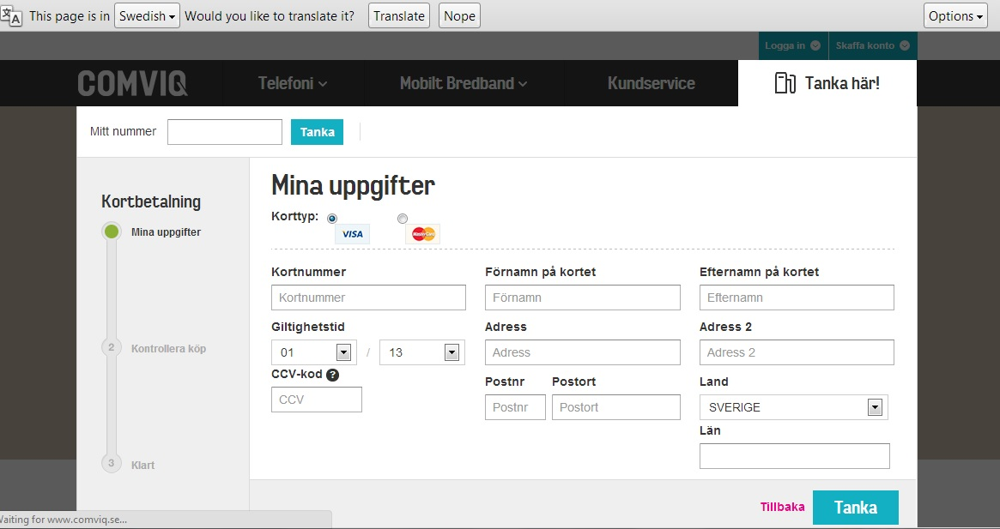 This page is in Swedish Would you like to translate it? Translate Nope Options
Logga in Skaffa konto
COMVIQ Telefoni Mobilt Bredband Kundservice Tanka här!
Mitt nummer Tanka
Kortbetalning
Mina uppgifter
2 Kontrollera köp
3 Klart
Mina uppgifter
Korttyp: VISA MasterCard
Kortnummer Förnamn på kortet Efternamn på kortet
Kortnummer Förnamn Efternamn
Giltighetstid Adress Adress 2
01 / 13 Adress Adress 2
CCV-kod ? Postnr Postort Land
CCV Postnr Postort SVERIGE
Län
Tillbaka Tanka
Waiting for www.comviq.se...